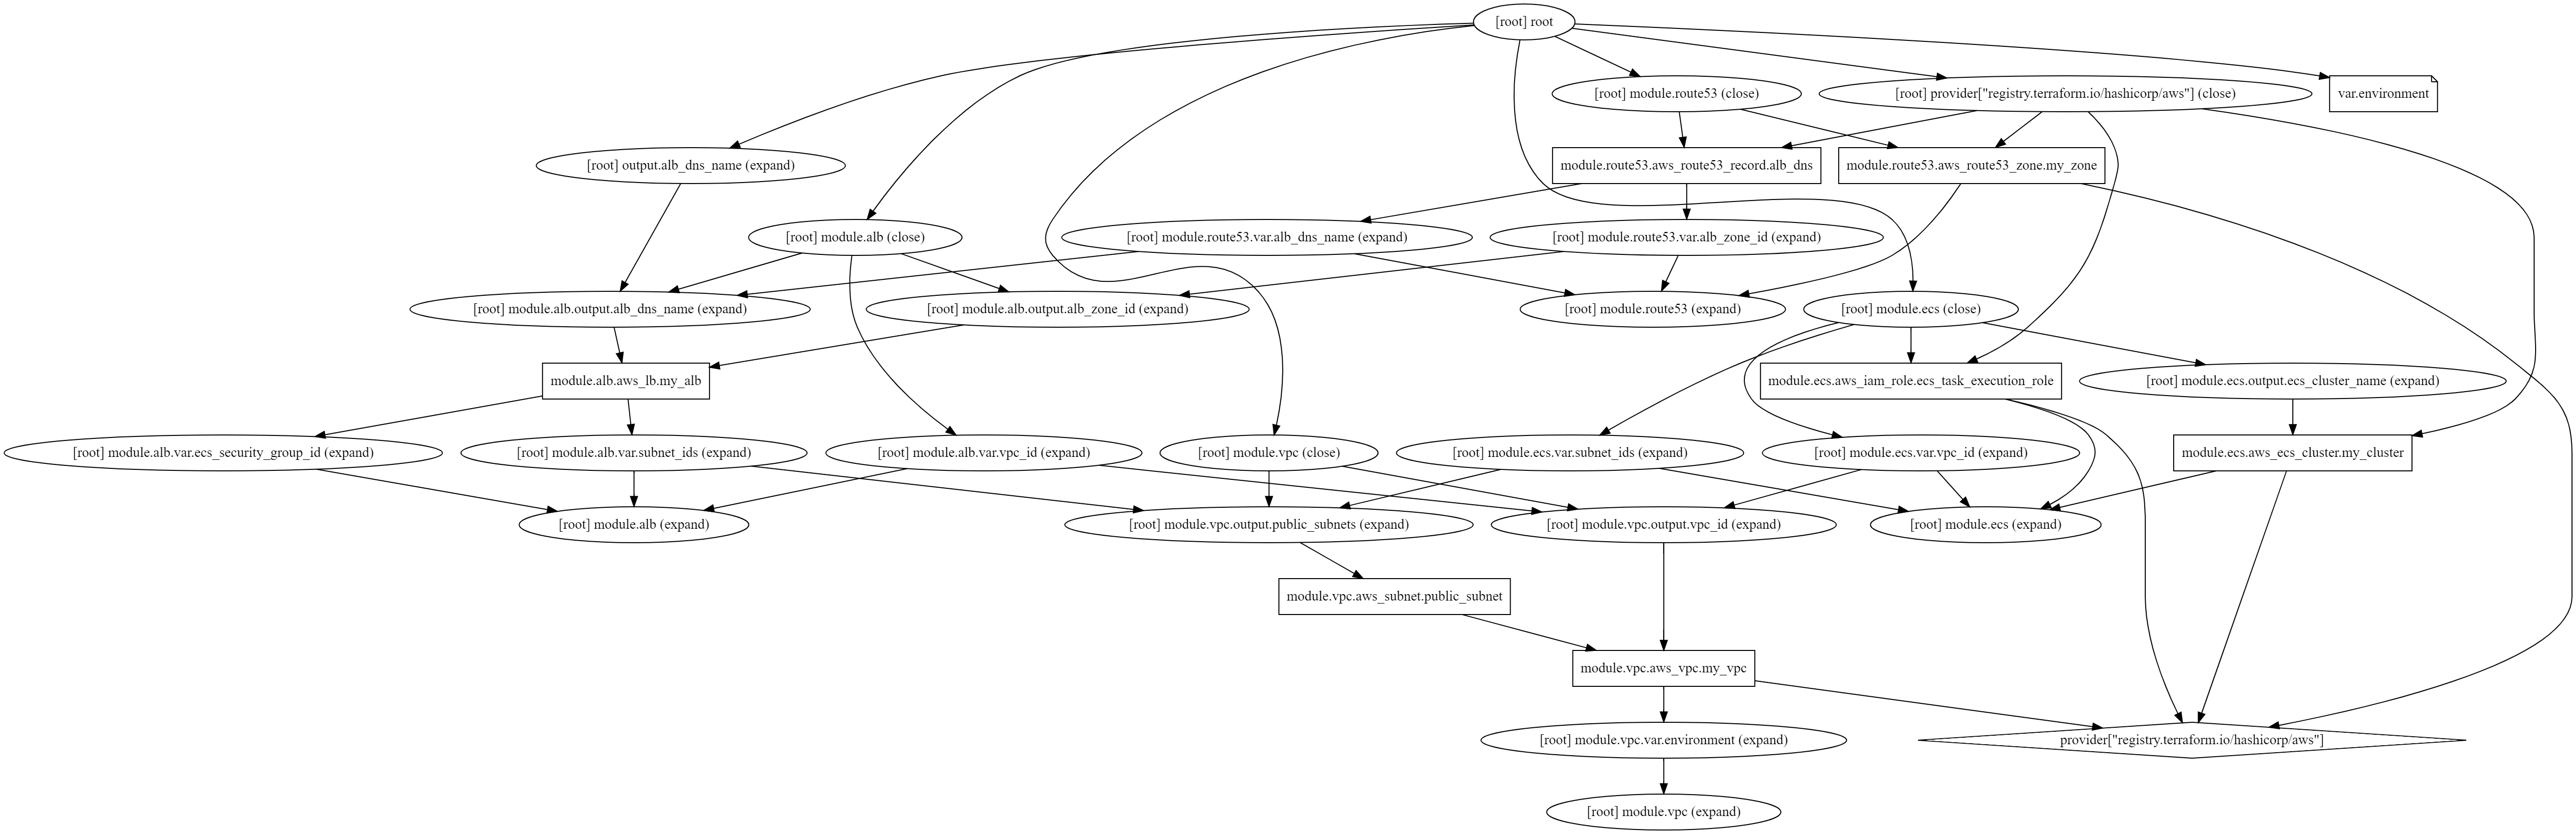 [root] root
[root] module.route53 (close)
[root] provider["registry.terraform.io/hashicorp/aws"] (close)
var.environment
[root] output.alb_dns_name (expand)
module.route53.aws_route53_record.alb_dns
module.route53.aws_route53_zone.my_zone
[root] module.alb (close)
[root] module.route53.var.alb_dns_name (expand)
[root] module.route53.var.alb_zone_id (expand)
[root] module.alb.output.alb_dns_name (expand)
[root] module.alb.output.alb_zone_id (expand)
[root] module.route53 (expand)
[root] module.ecs (close)
module.alb.aws_lb.my_alb
module.ecs.aws_iam_role.ecs_task_execution_role
[root] module.ecs.output.ecs_cluster_name (expand)
[root] module.alb.var.ecs_security_group_id (expand)
[root] module.alb.var.subnet_ids (expand)
[root] module.alb.var.vpc_id (expand)
[root] module.vpc (close)
[root] module.ecs.var.subnet_ids (expand)
[root] module.ecs.var.vpc_id (expand)
module.ecs.aws_ecs_cluster.my_cluster
[root] module.alb (expand)
[root] module.vpc.output.public_subnets (expand)
[root] module.vpc.output.vpc_id (expand)
[root] module.ecs (expand)
module.vpc.aws_subnet.public_subnet
module.vpc.aws_vpc.my_vpc
[root] module.vpc.var.environment (expand)
provider["registry.terraform.io/hashicorp/aws"]
[root] module.vpc (expand)